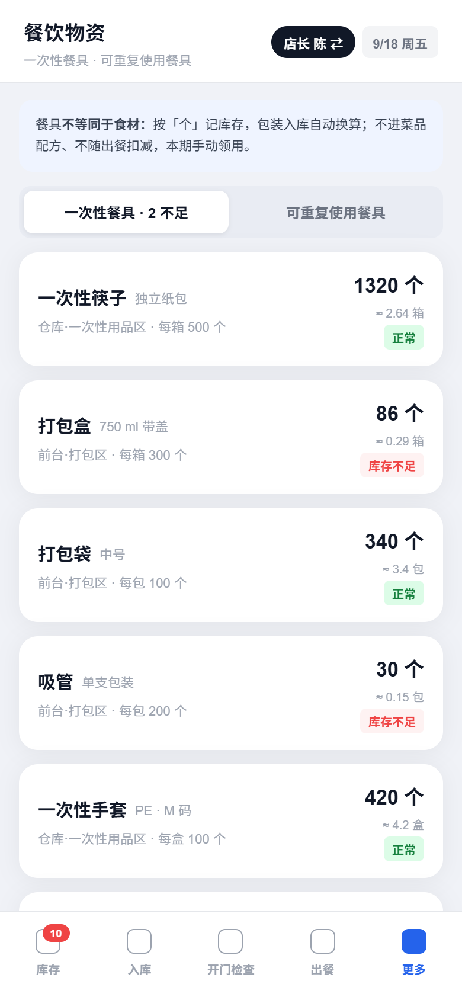 餐饮物资
一次性餐具 · 可重复使用餐具
店长 陈 ⇄
9/18 周五
餐具不等同于食材：按「个」记库存，包装入库自动换算；不进菜品
配方、不随出餐扣减，本期手动领用。
一次性餐具 · 2 不足
可重复使用餐具
一次性筷子 独立纸包
仓库·一次性用品区 · 每箱 500 个
1320 个
≈ 2.64 箱
正常
打包盒 750 ml 带盖
前台·打包区 · 每箱 300 个
86 个
≈ 0.29 箱
库存不足
打包袋 中号
前台·打包区 · 每包 100 个
340 个
≈ 3.4 包
正常
吸管 单支包装
前台·打包区 · 每包 200 个
30 个
≈ 0.15 包
库存不足
一次性手套 PE · M 码
仓库·一次性用品区 · 每盒 100 个
420 个
≈ 4.2 盒
正常
10
库存
入库
开门检查
出餐
更多